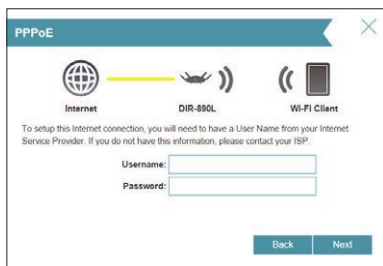 PPPoE
Internet DIR-890L Wi-Fi Client
To setup this Internet connection, you will need to have a User Name from your Internet
Service Provider. If you do not have this information, please contact your ISP.
Username:
Password:
Back Next